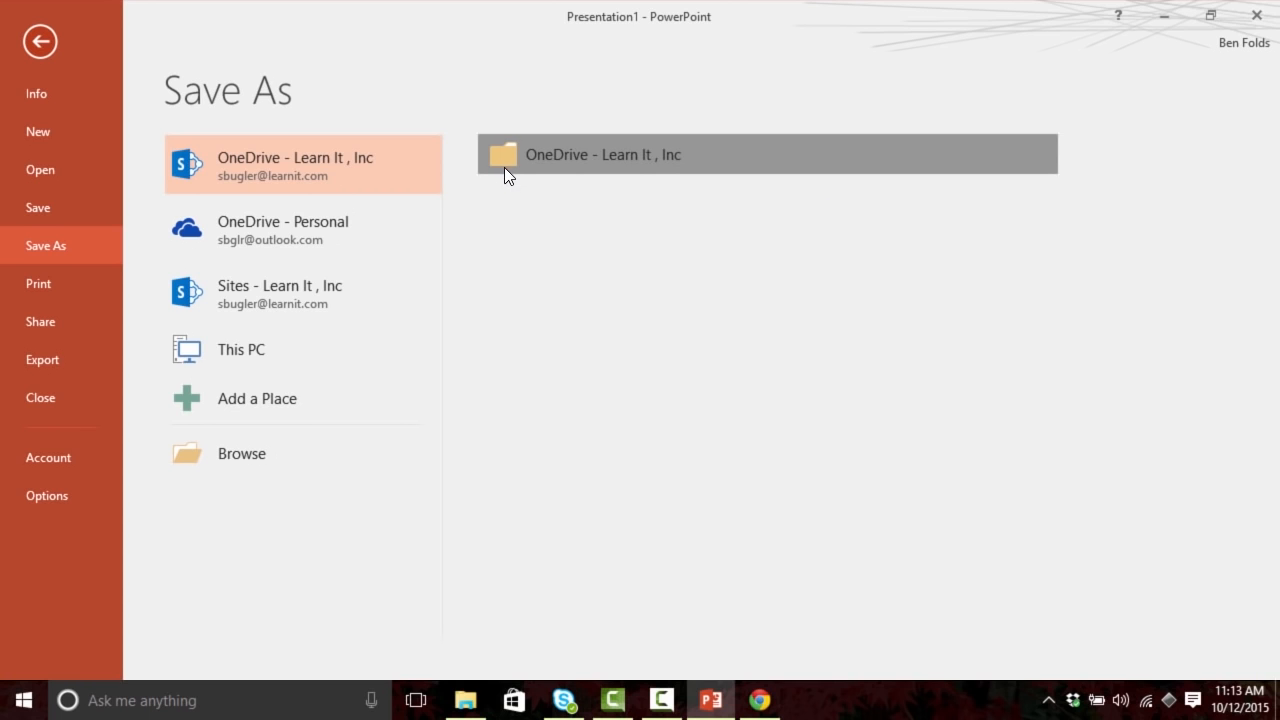 Presentation1 - PowerPoint
?
Ben Folds
Info
New
Open
Save
Save As
Print
Share
Export
Close
Account
Options
Save As
OneDrive - Learn It , Inc
sbugler@learnit.com
OneDrive - Personal
sbglr@outlook.com
Sites - Learn It , Inc
sbugler@learnit.com
This PC
Add a Place
Browse
OneDrive - Learn It , Inc
Ask me anything
11:13 AM
10/12/2015